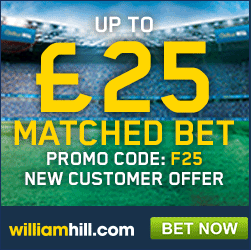 UP TO
£25
MATCHED BET
PROMO CODE: F25
NEW CUSTOMER OFFER
williamhill.com
BET NOW